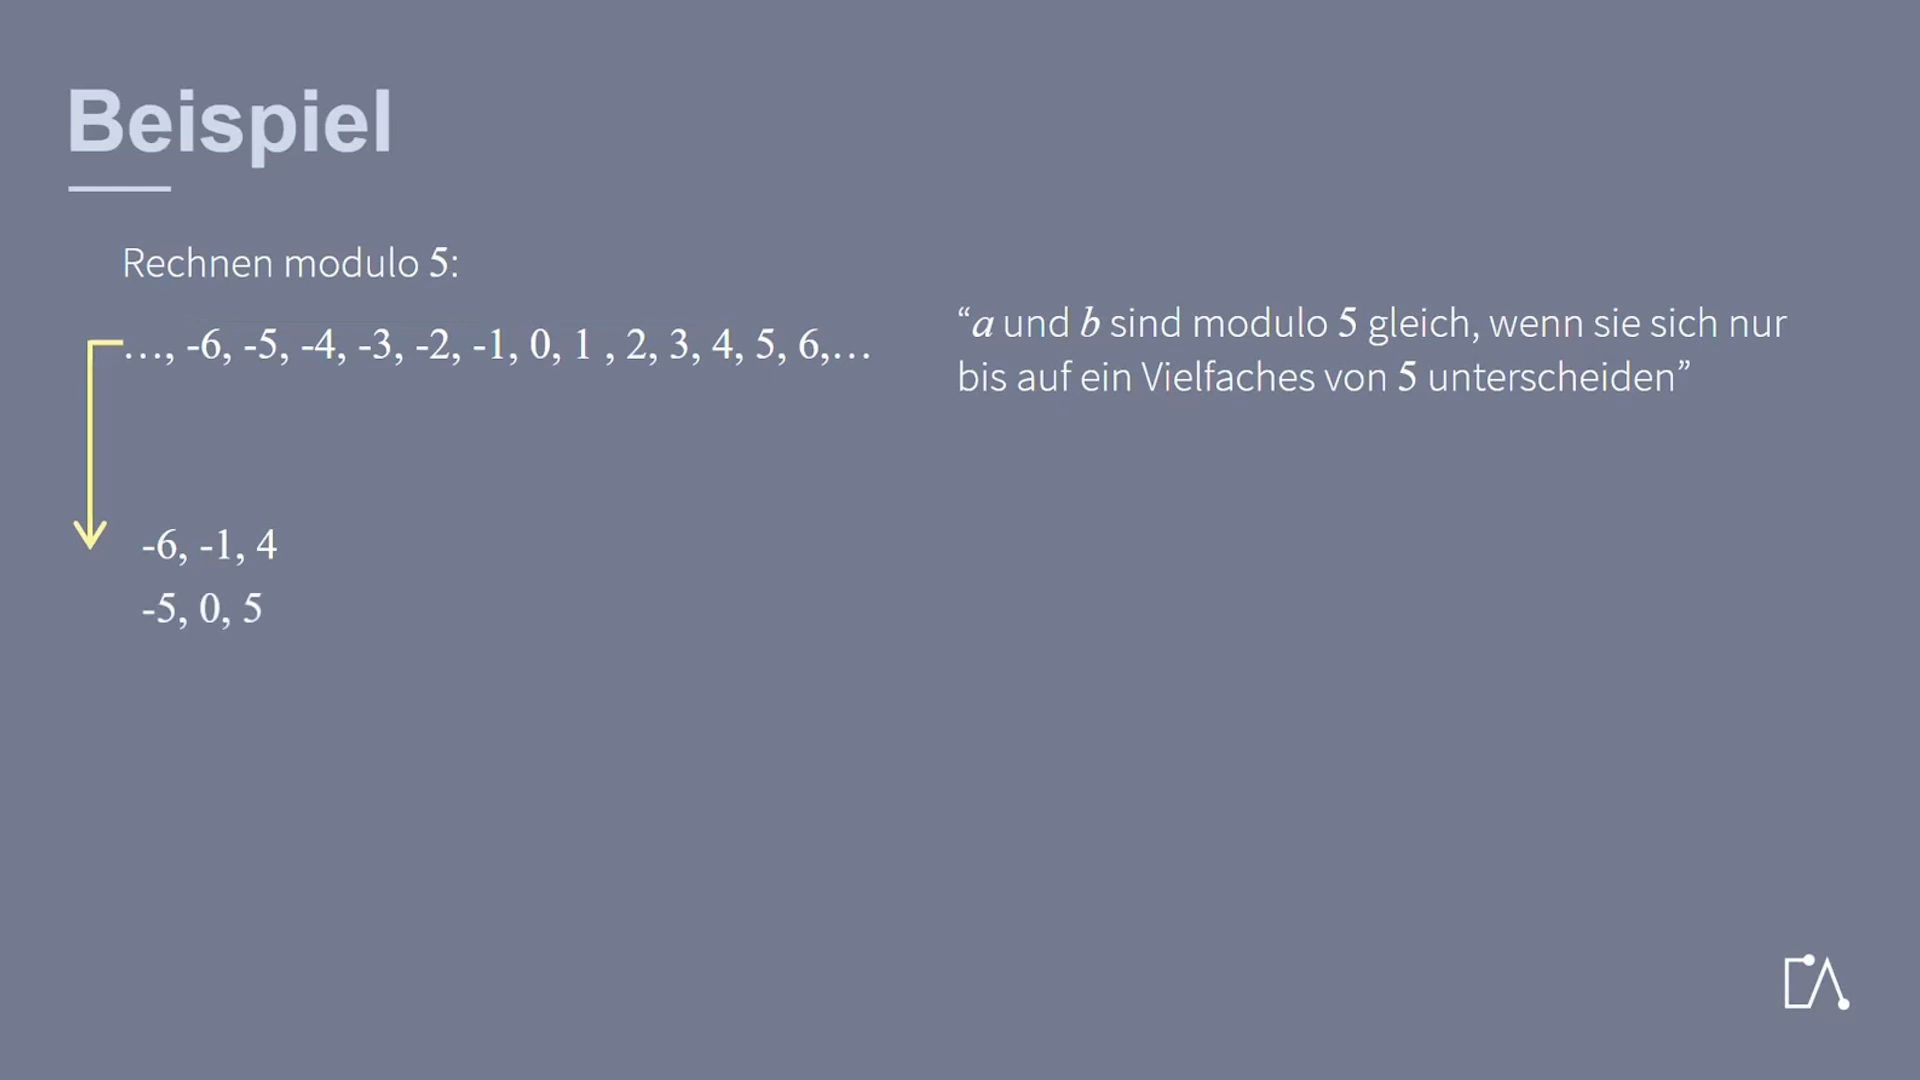 Beispiel
Rechnen modulo 5:
…, -6, -5, -4, -3, -2, -1, 0, 1 , 2, 3, 4, 5, 6,…
“a und b sind modulo 5 gleich, wenn sie sich nur
bis auf ein Vielfaches von 5 unterscheiden”
-6, -1, 4
-5, 0, 5